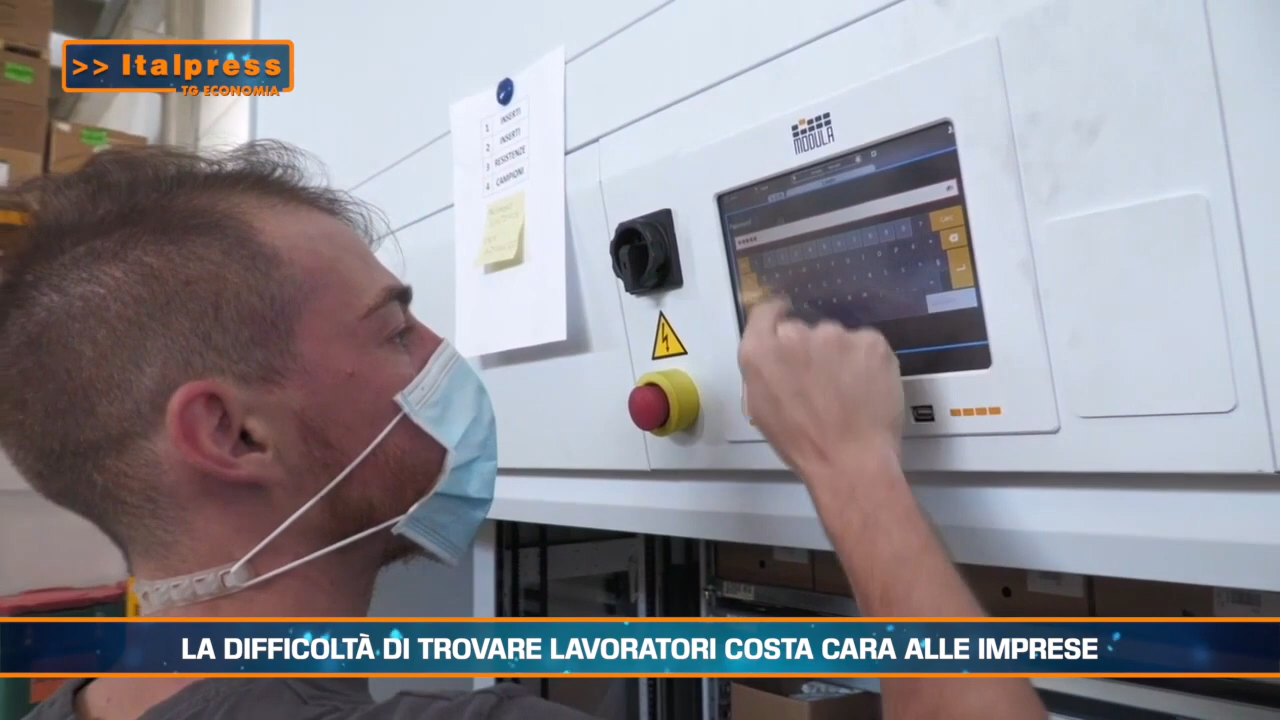 >> Italpress
TG ECONOMIA
1 INSERTI
2 INSERTI
3 RESISTENZE
4 CAMPIONI
MODULA
LA DIFFICOLTÀ DI TROVARE LAVORATORI COSTA CARA ALLE IMPRESE